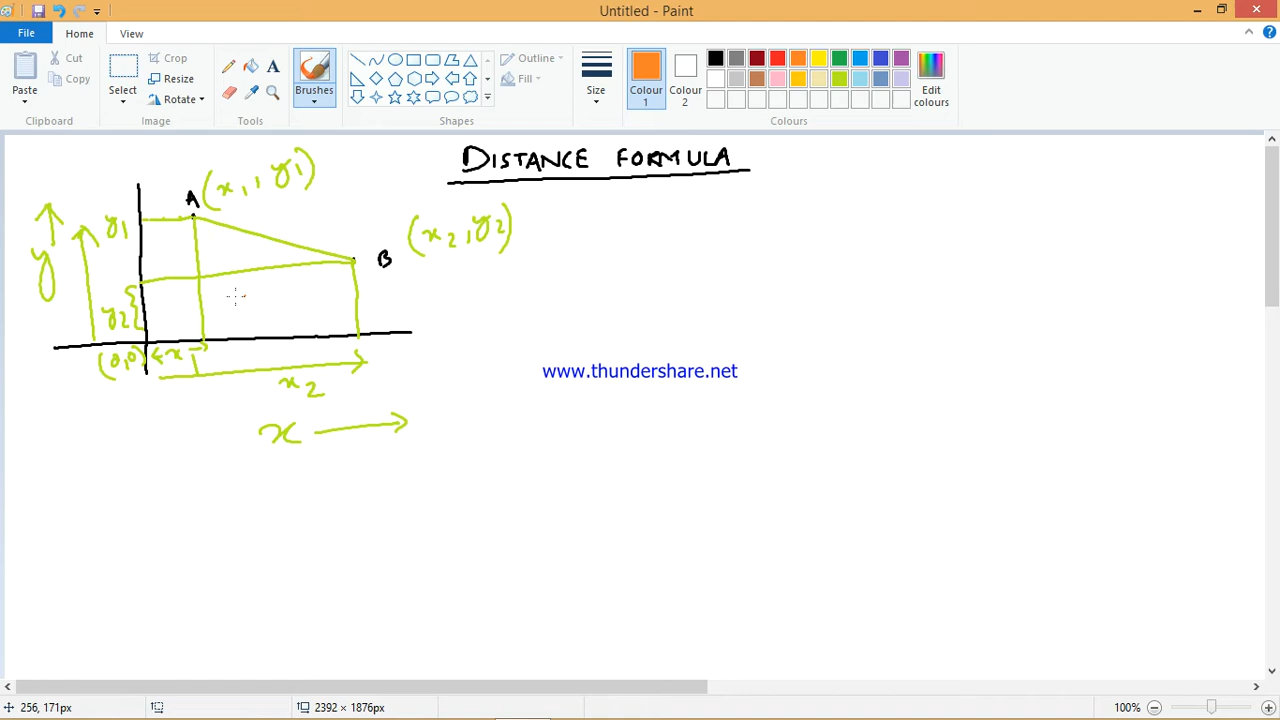 Untitled - Paint
File
Home
View
Paste
Cut
Copy
Clipboard
Select
Crop
Resize
Rotate
Image
Tools
Brushes
Shapes
Outline
Fill
Size
Colour 1
Colour 2
Edit colours
Colours
DISTANCE FORMULA
A (x1, y1)
B (x2, y2)
y
y1
y2
(0,0)
x
x2
x
www.thundershare.net
256, 171px
2392 × 1876px
100%